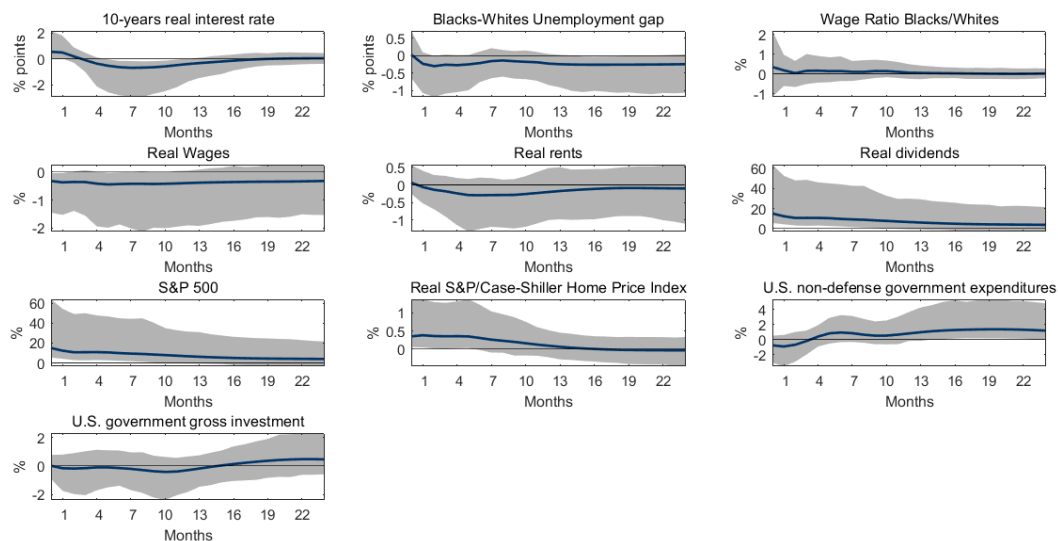 10-years real interest rate
2
0
-2
% points
1 4 7 10 13 16 19 22
Months
Blacks-Whites Unemployment gap
0.5
0
-0.5
-1
%
1 4 7 10 13 16 19 22
Months
Wage Ratio Blacks/Whites
2
1
0
-1
%
1 4 7 10 13 16 19 22
Months
Real Wages
0
-1
-2
%
1 4 7 10 13 16 19 22
Months
Real rents
0.5
0
-0.5
-1
%
1 4 7 10 13 16 19 22
Months
Real dividends
60
40
20
0
%
1 4 7 10 13 16 19 22
Months
S&P 500
60
40
20
0
%
1 4 7 10 13 16 19 22
Months
Real S&P/Case-Shiller Home Price Index
1
0.5
0
%
1 4 7 10 13 16 19 22
Months
U.S. non-defense government expenditures
4
2
0
-2
%
1 4 7 10 13 16 19 22
Months
U.S. government gross investment
2
0
-2
%
1 4 7 10 13 16 19 22
Months